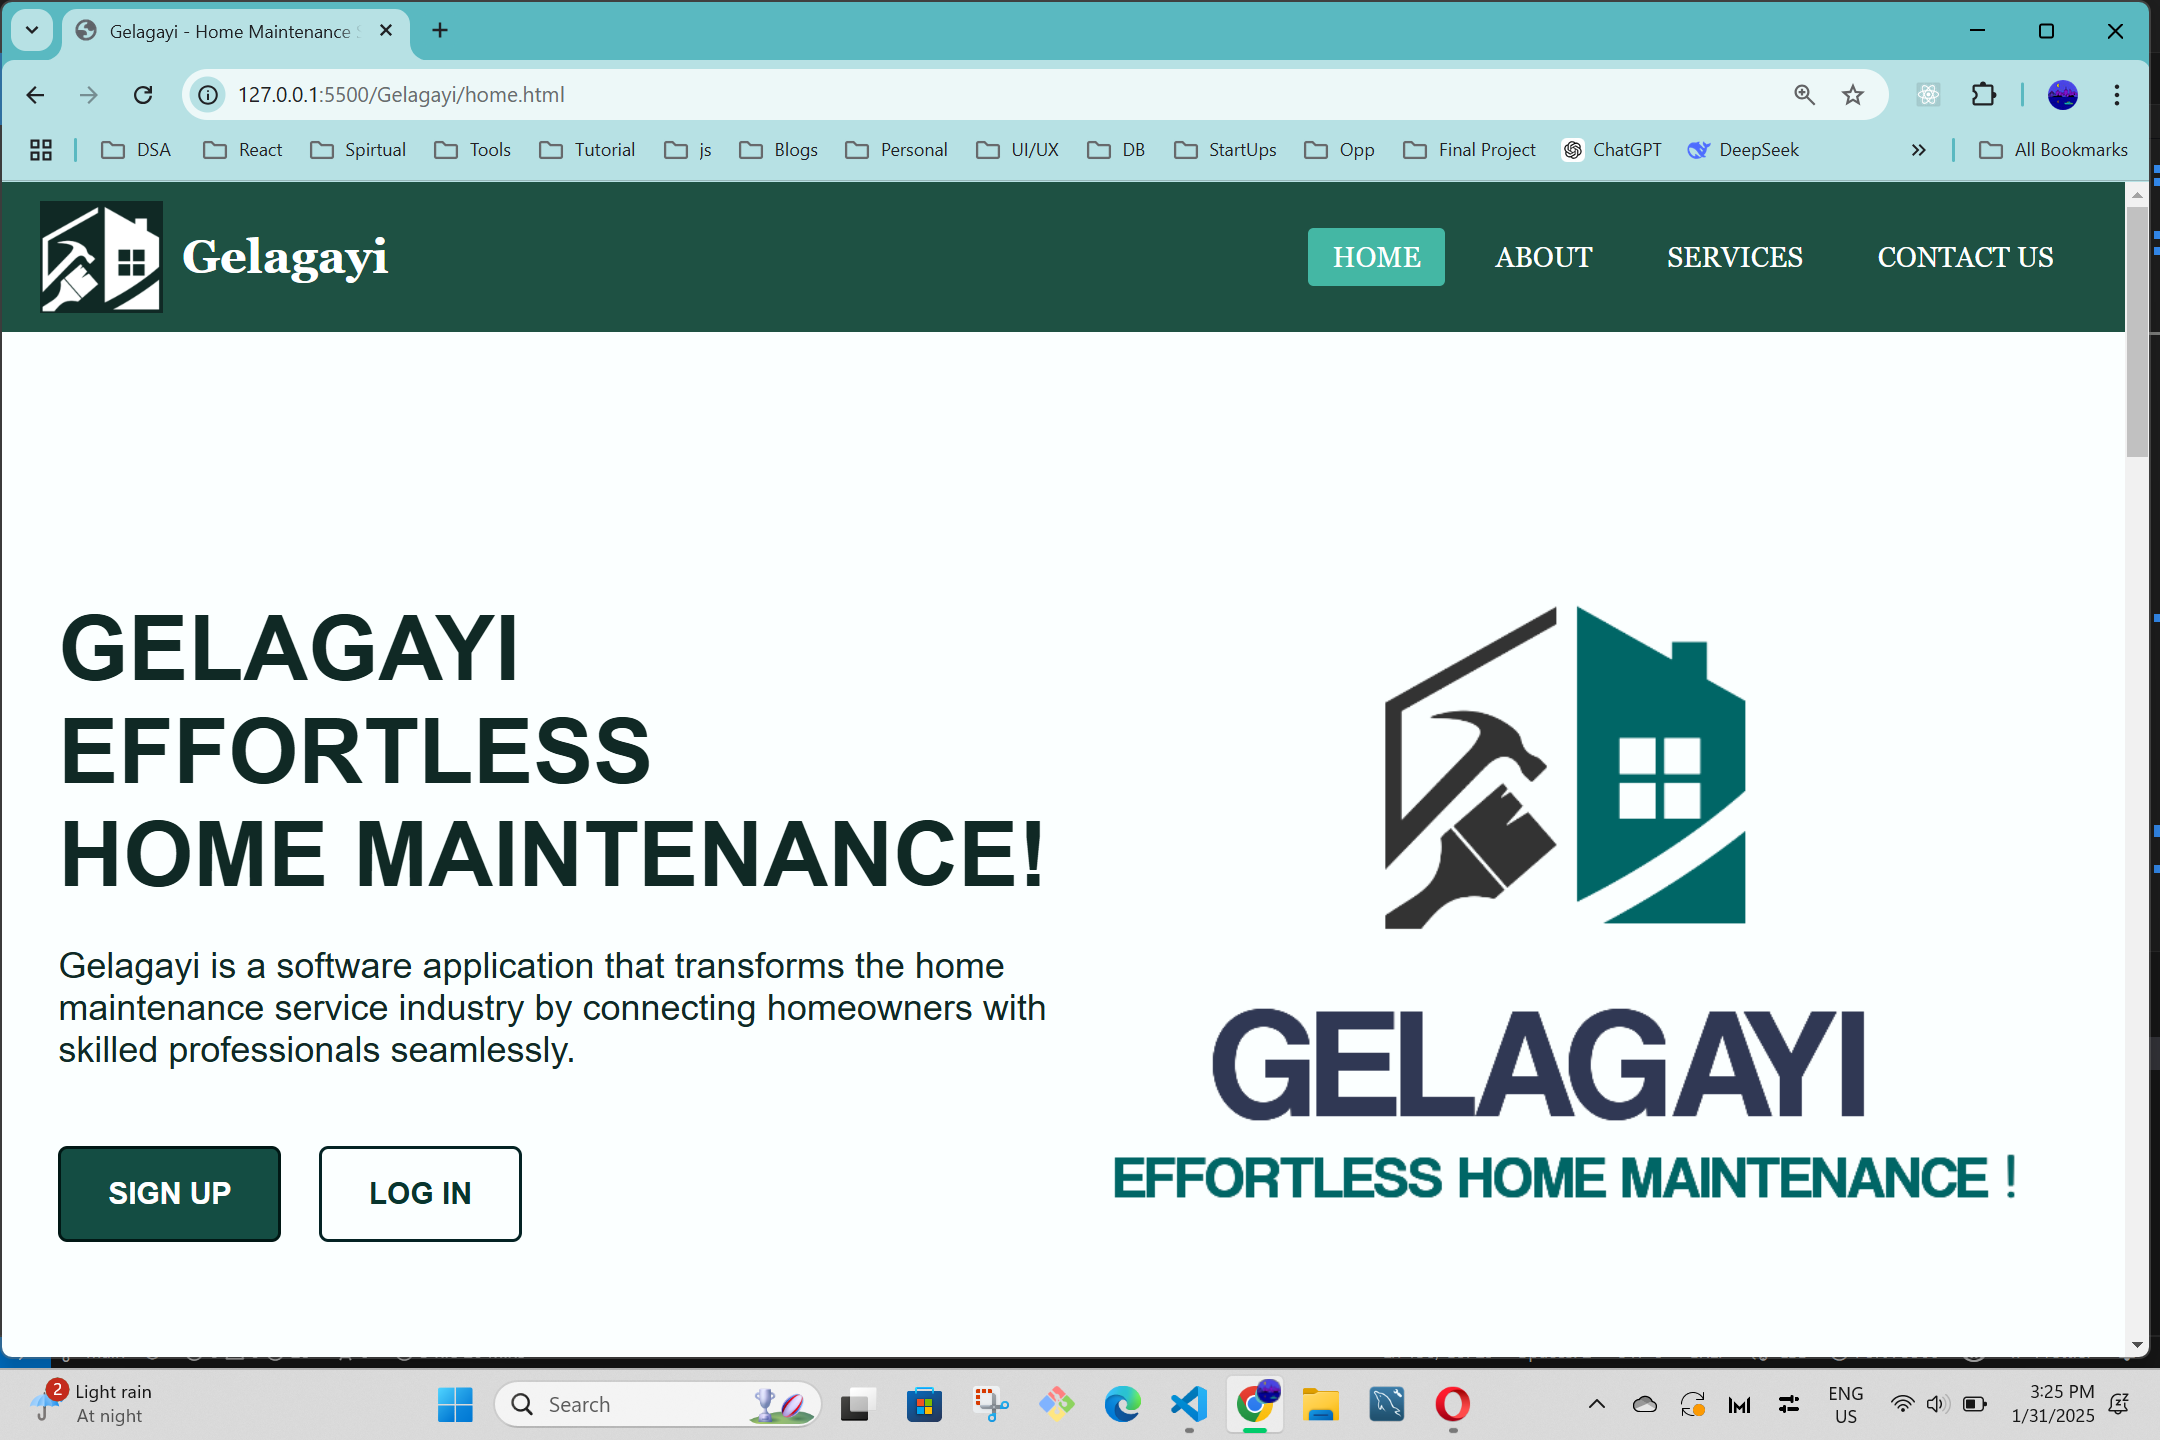 Gelagayi - Home Maintenance
127.0.0.1:5500/Gelagayi/home.html
DSA
React
Spirtual
Tools
Tutorial
js
Blogs
Personal
UI/UX
DB
StartUps
Opp
Final Project
ChatGPT
DeepSeek
All Bookmarks
Gelagayi
HOME
ABOUT
SERVICES
CONTACT US
GELAGAYI
EFFORTLESS
HOME MAINTENANCE!
Gelagayi is a software application that transforms the home
maintenance service industry by connecting homeowners with
skilled professionals seamlessly.
SIGN UP
LOG IN
GELAGAYI
EFFORTLESS HOME MAINTENANCE !
2
Light rain
At night
Search
ENG
US
3:25 PM
1/31/2025